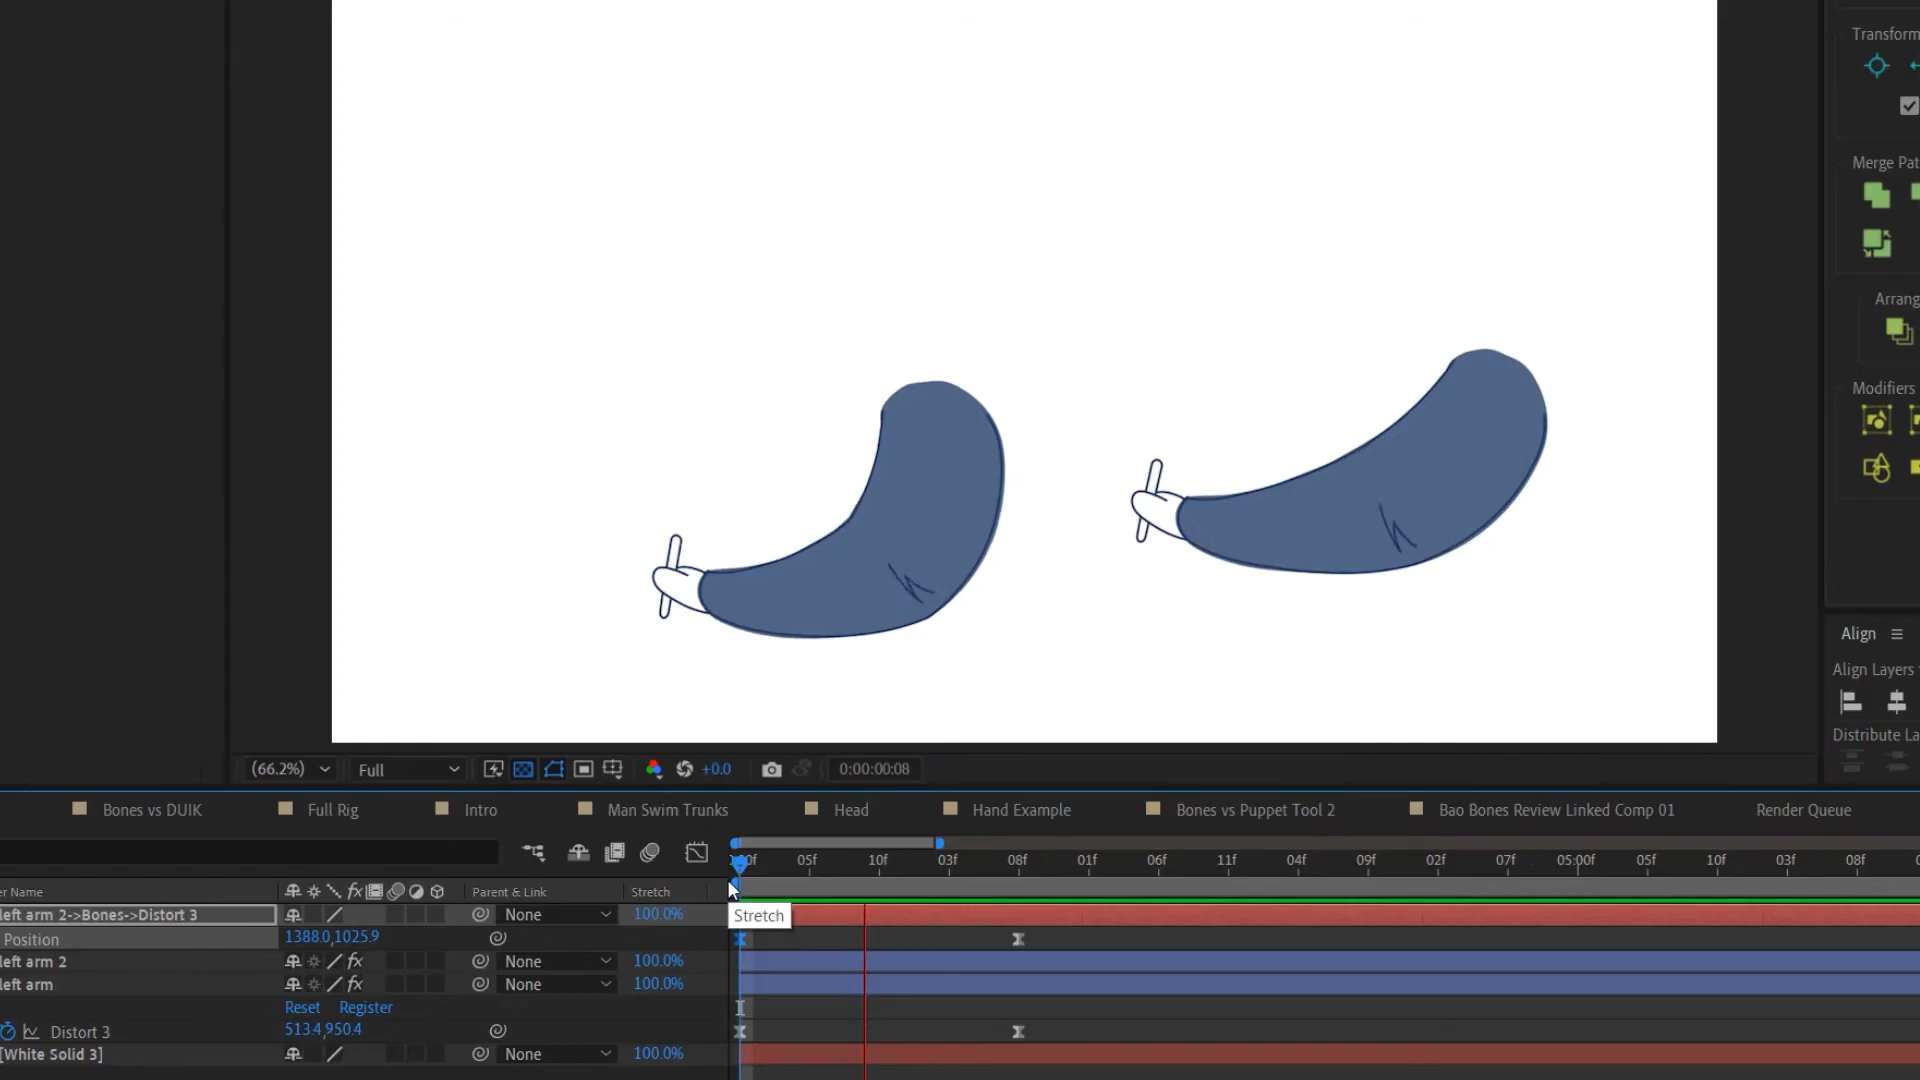 Transform
Merge Pat
Arrang
Modifiers
Align
Align Layers t
Distribute La
(66.2%) Full +0.0 0:00:00:08
Bones vs DUIK Full Rig Intro Man Swim Trunks Head Hand Example Bones vs Puppet Tool 2 Bao Bones Review Linked Comp 01 Render Queue
05f 10f 03f 08f 01f 06f 11f 04f 09f 02f 07f 05:00f 05f 10f 03f 08f
er Name fx Parent & Link Stretch
left arm 2->Bones->Distort 3 None 100.0% Stretch
Position 1388.0,1025.9
left arm 2 fx None 100.0%
left arm fx None 100.0%
Reset Register
Distort 3 513.4,950.4
[White Solid 3] None 100.0%